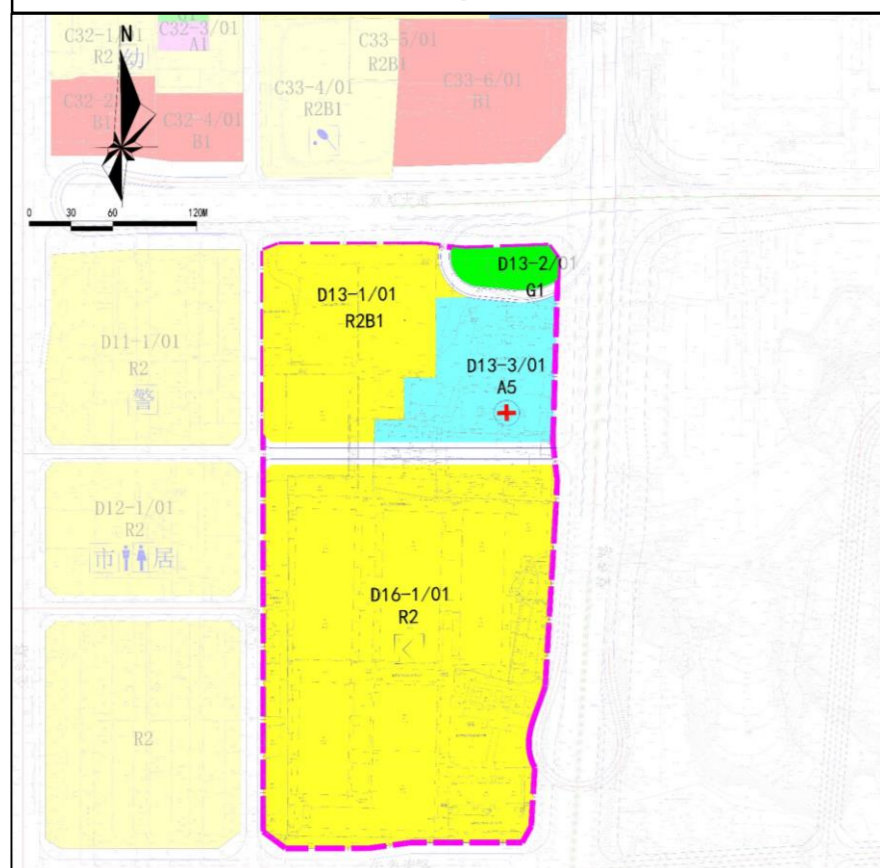 C32-1/01
R2
幼
C32-3/01
A1
C33-5/01
R2B1
C33-4/01
R2B1
C33-6/01
B1
B1
C32-4/01
B1
N
0 30 60 120M
D13-2/01
G1
D13-1/01
R2B1
D11-1/01
R2
警
D13-3/01
A5
D12-1/01
R2
市 居
D16-1/01
R2
R2